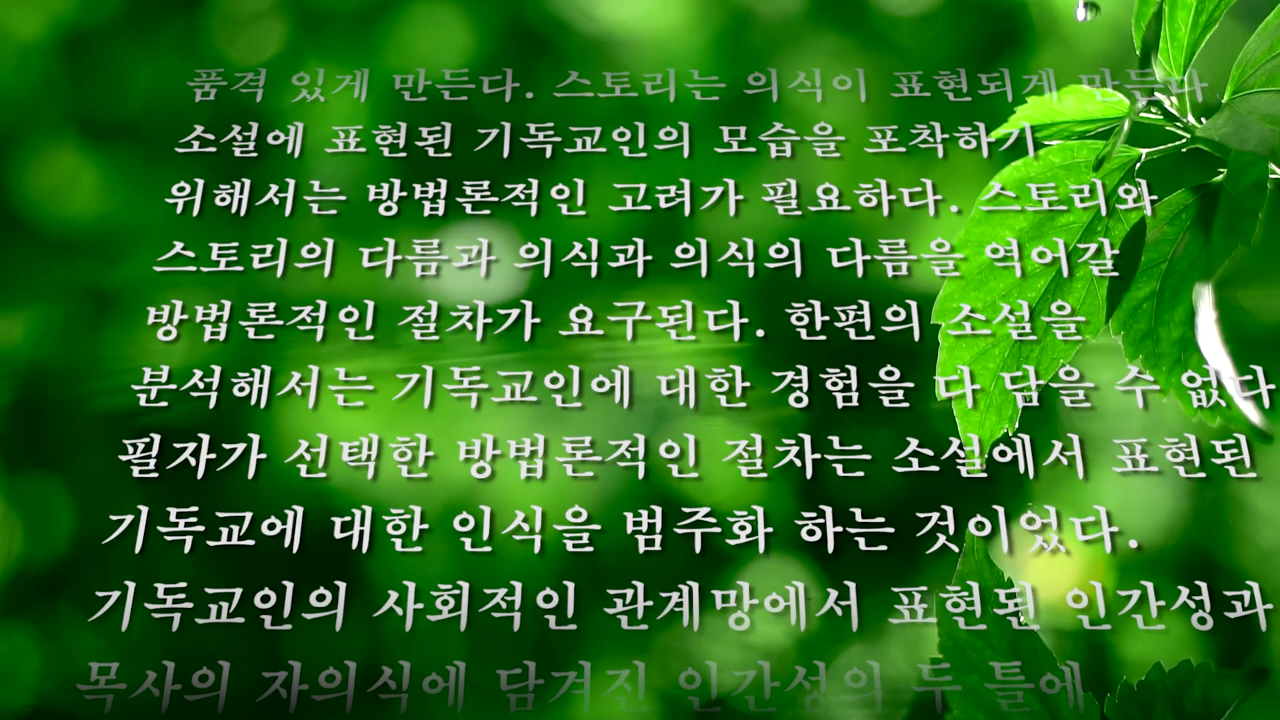 품격 있게 만든다. 스토리는 의식이 표현되게 만든다
소설에 표현된 기독교인의 모습을 포착하기
위해서는 방법론적인 고려가 필요하다. 스토리와
스토리의 다름과 의식과 의식의 다름을 엮어갈
방법론적인 절차가 요구된다. 한편의 소설을
분석해서는 기독교인에 대한 경험을 다 담을 수 없다
필자가 선택한 방법론적인 절차는 소설에서 표현된
기독교에 대한 인식을 범주화 하는 것이었다.
기독교인의 사회적인 관계망에서 표현된 인간성과
목사의 자의식에 담겨진 인간성의 두 틀에